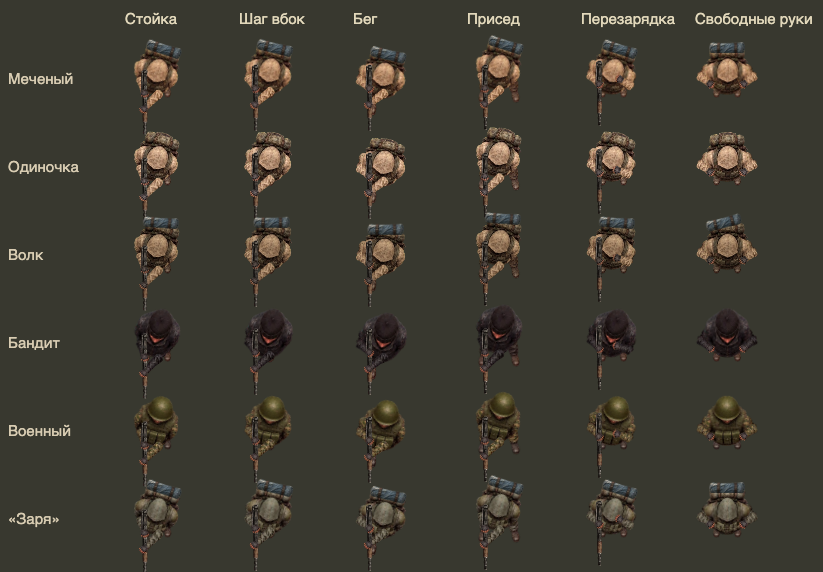 Стойка Шаг вбок Бег Присед Перезарядка Свободные руки
Меченый
Одиночка
Волк
Бандит
Военный
«Заря»